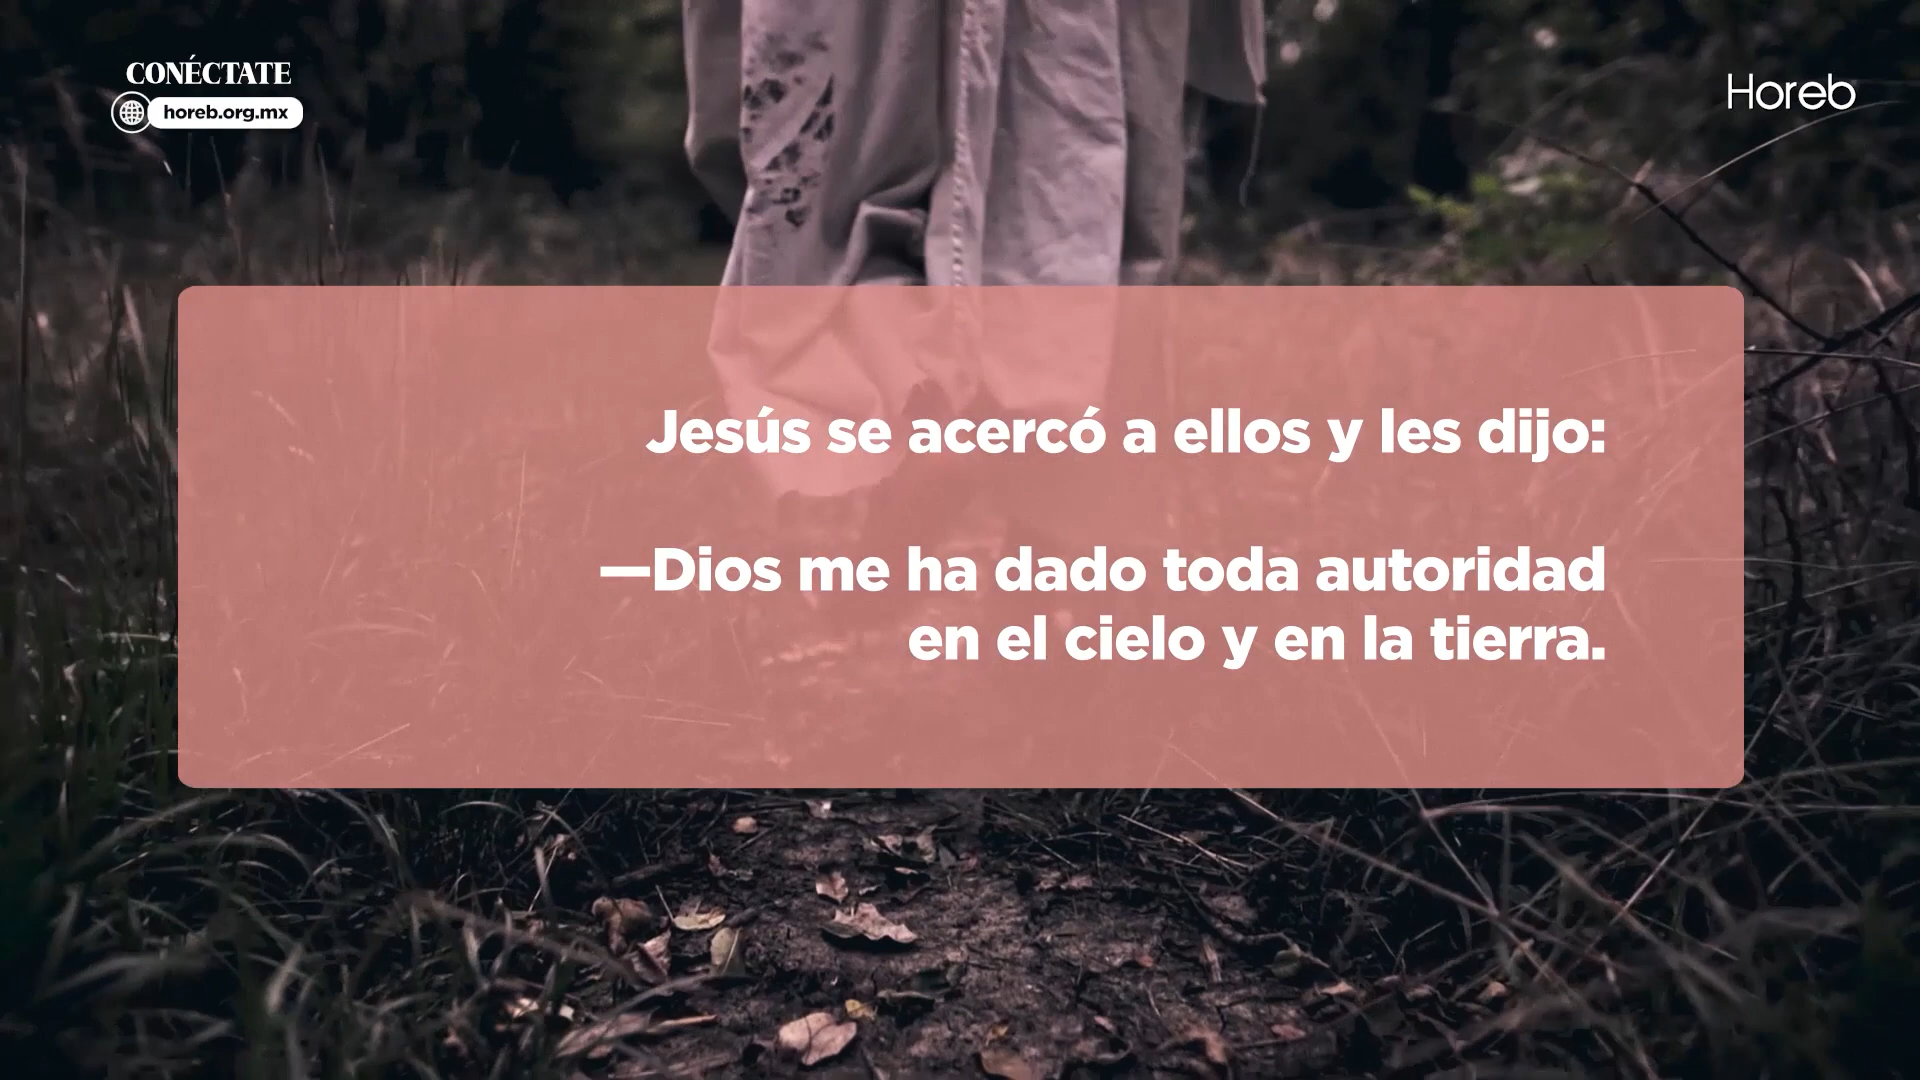 CONÉCTATE
horeb.org.mx
Horeb
Jesús se acercó a ellos y les dijo:
—Dios me ha dado toda autoridad
en el cielo y en la tierra.